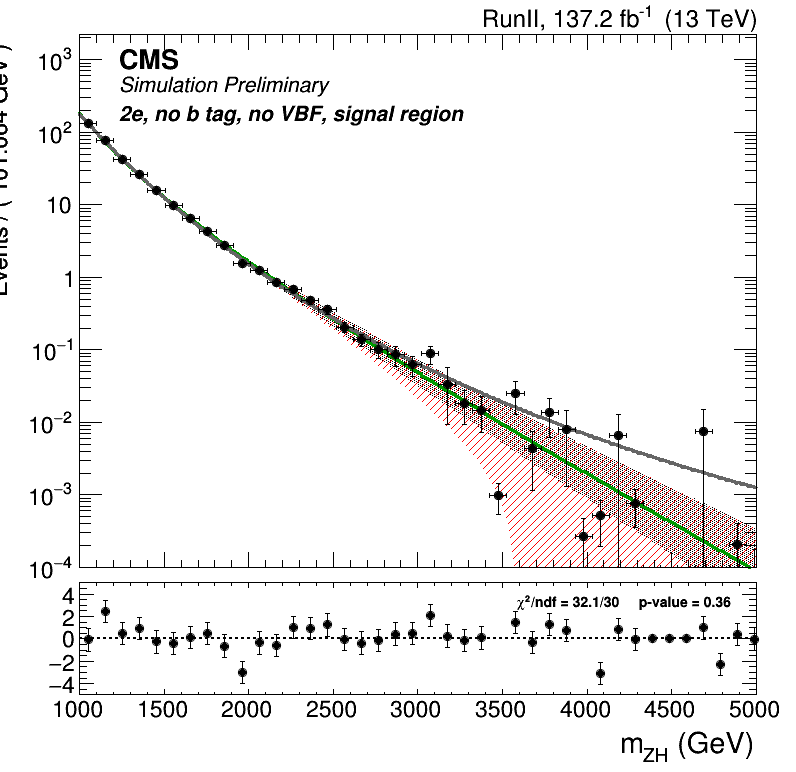 RunII, 137.2 fb⁻¹ (13 TeV)
CMS
Simulation Preliminary
2e, no b tag, no VBF, signal region
10³
10²
10
1
10⁻¹
10⁻²
10⁻³
10⁻⁴
χ²/ndf = 32.1/30 p-value = 0.36
4
2
0
−2
−4
1000 1500 2000 2500 3000 3500 4000 4500 5000
m_ZH (GeV)